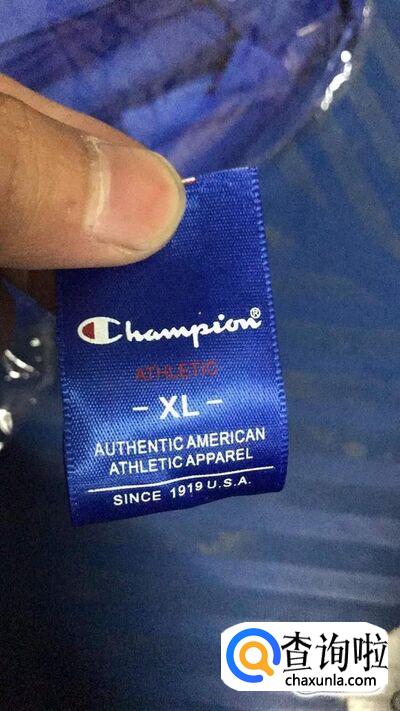 Champion®
ATHLETIC
- XL -
AUTHENTIC AMERICAN
ATHLETIC APPAREL
SINCE 1919 U.S.A.
查询啦
chaxunla.com